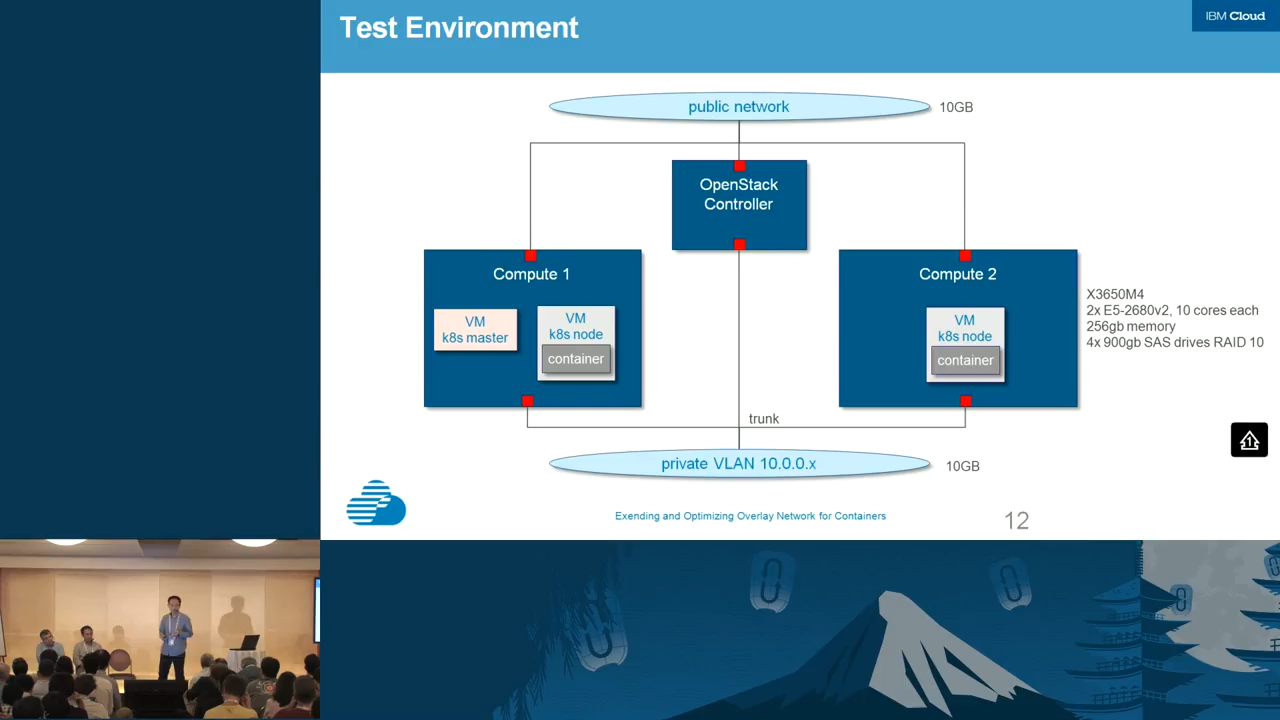 Test Environment
IBM Cloud
public network
10GB
OpenStack
Controller
Compute 1
VM
k8s master
VM
k8s node
container
Compute 2
VM
k8s node
container
X3650M4
2x E5-2680v2, 10 cores each
256gb memory
4x 900gb SAS drives RAID 10
trunk
private VLAN 10.0.0.x
10GB
Exending and Optimizing Overlay Network for Containers
12
1